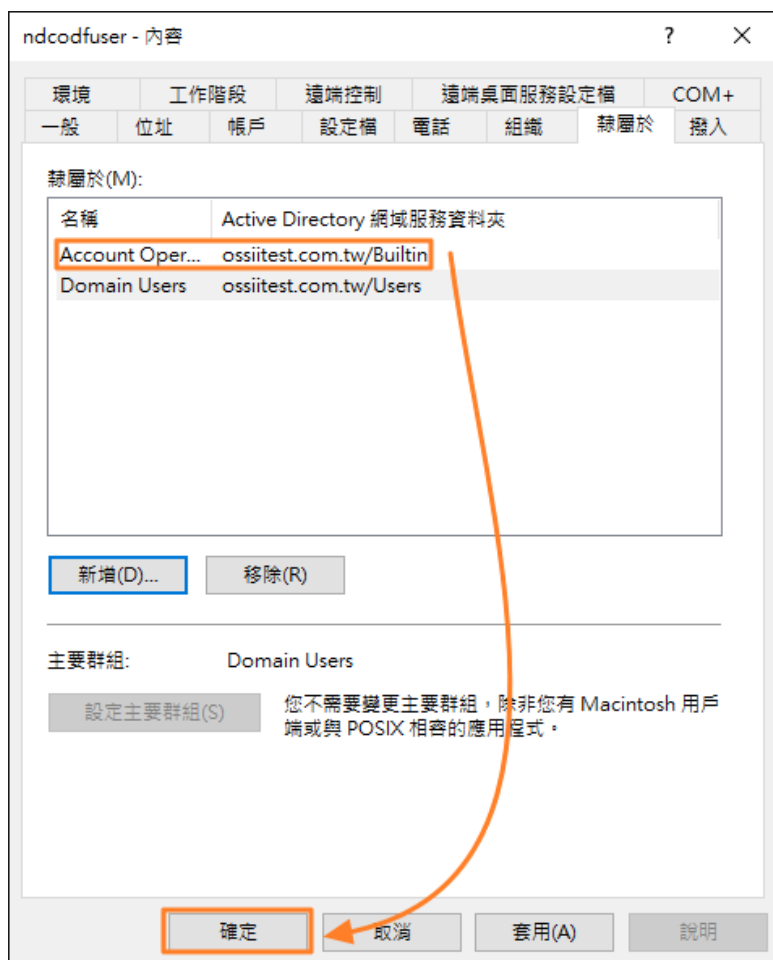 ndcodfuser - 內容
環境 工作階段 遠端控制 遠端桌面服務設定檔 COM+
一般 位址 帳戶 設定檔 電話 組織 隸屬於 撥入
隸屬於(M):
名稱 Active Directory 網域服務資料夾
Account Oper... ossiitest.com.tw/Builtin
Domain Users ossiitest.com.tw/Users
新增(D)... 移除(R)
主要群組: Domain Users
設定主要群組(S)
您不需要變更主要群組，除非您有 Macintosh 用戶
端或與 POSIX 相容的應用程式。
確定 取消 套用(A) 說明